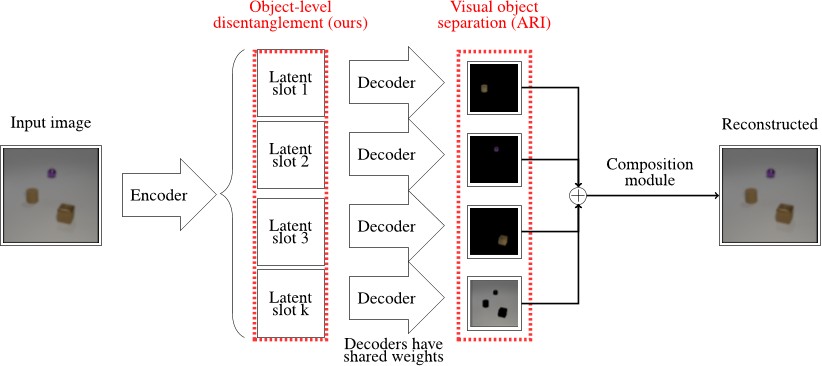 Object-level
disentanglement (ours)
Visual object
separation (ARI)
Input image
Encoder
Latent
slot 1
Latent
slot 2
Latent
slot 3
Latent
slot k
Decoder
Decoder
Decoder
Decoder
Decoders have
shared weights
Composition
module
Reconstructed